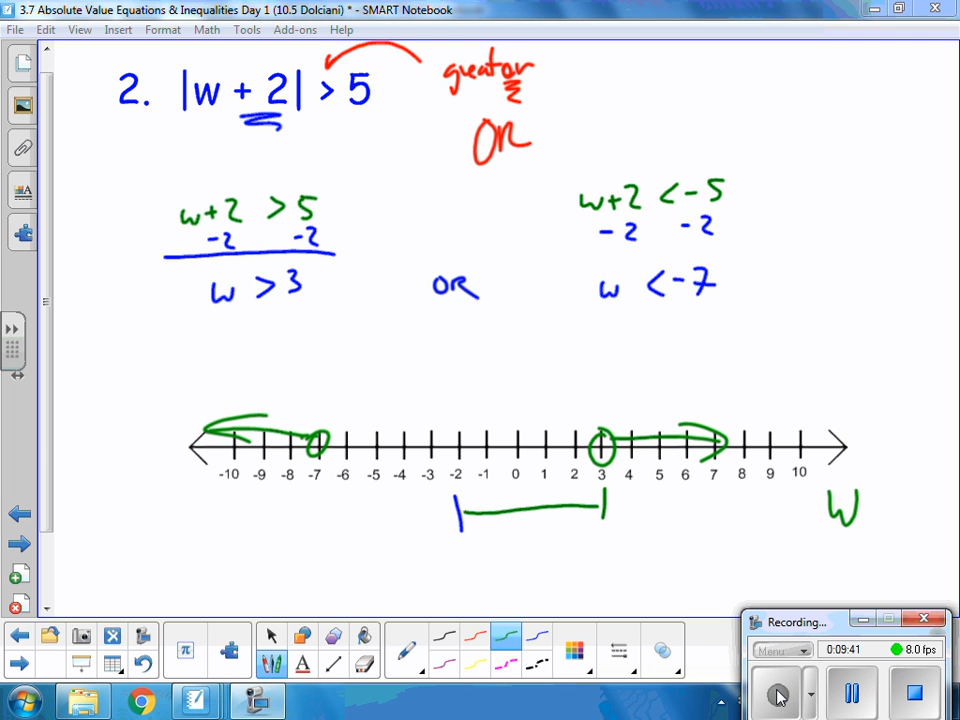 3.7 Absolute Value Equations & Inequalities Day 1 (10.5 Dolciani) * - SMART Notebook
File Edit View Insert Format Math Tools Add-ons Help
2. |w + 2| > 5
greator
OR
w+2 > 5 w+2 < -5
-2 -2 -2 -2
w > 3 OR w < -7
-10 -9 -8 -7 -6 -5 -4 -3 -2 -1 0 1 2 3 4 5 6 7 8 9 10
W
Recording...
Menu 0:09:41 8.0 fps